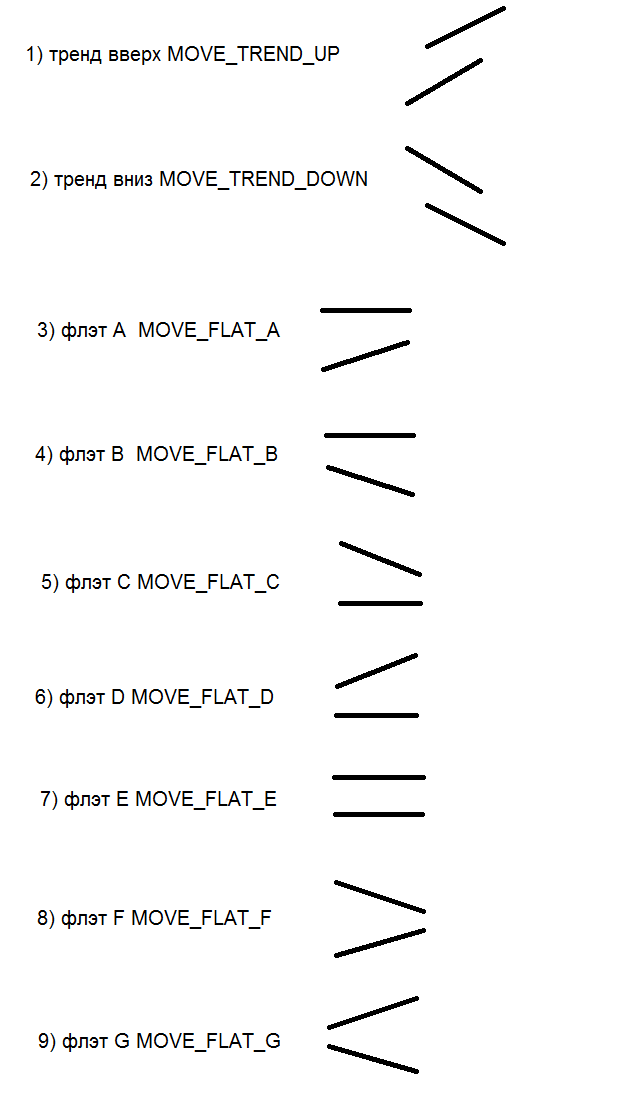 1) тренд вверх MOVE_TREND_UP
2) тренд вниз MOVE_TREND_DOWN
3) флэт A  MOVE_FLAT_A
4) флэт B  MOVE_FLAT_B
5) флэт C MOVE_FLAT_C
6) флэт D MOVE_FLAT_D
7) флэт E MOVE_FLAT_E
8) флэт F MOVE_FLAT_F
9) флэт G MOVE_FLAT_G